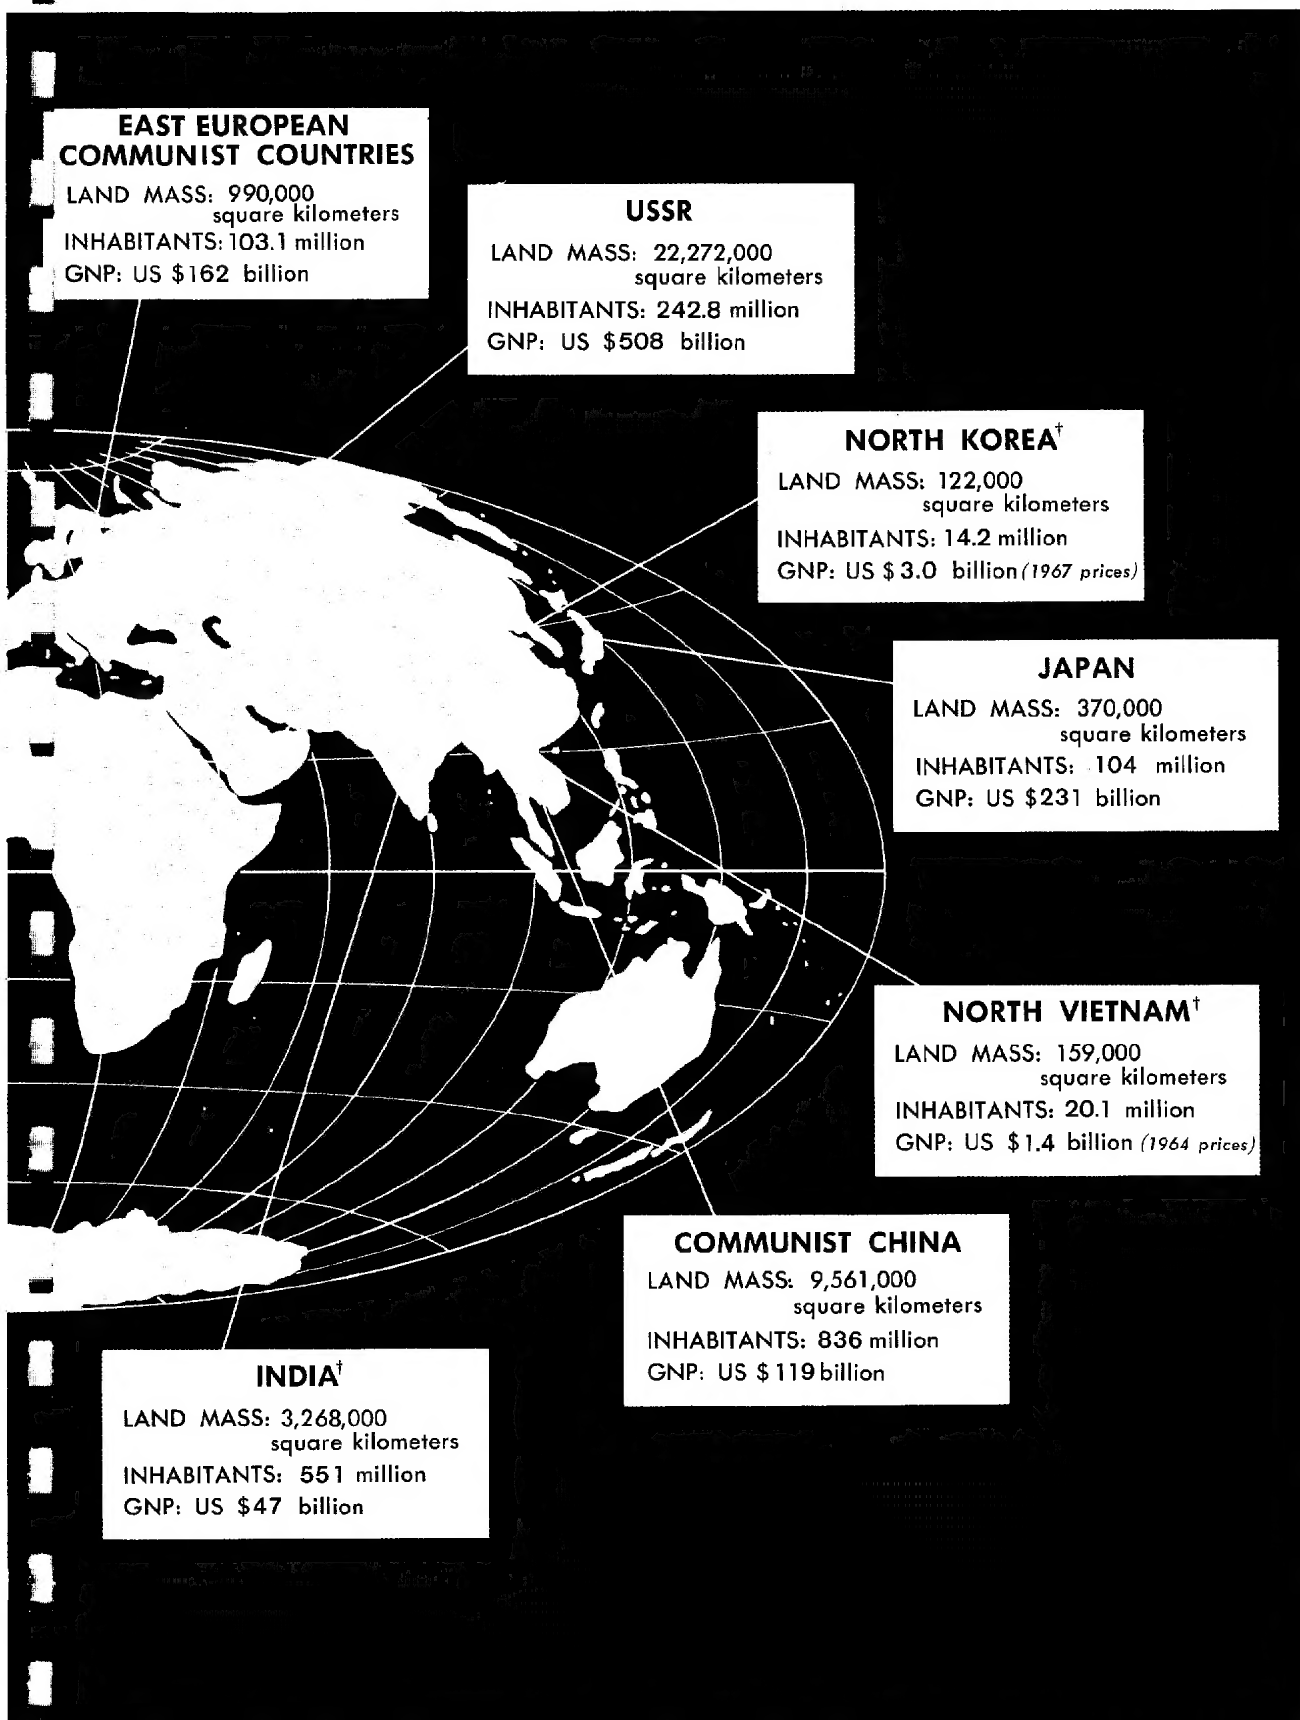 EAST EUROPEAN
COMMUNIST COUNTRIES
LAND MASS: 990,000
square kilometers
INHABITANTS: 103.1 million
GNP: US $162 billion
USSR
LAND MASS: 22,272,000
square kilometers
INHABITANTS: 242.8 million
GNP: US $508 billion
NORTH KOREA†
LAND MASS: 122,000
square kilometers
INHABITANTS: 14.2 million
GNP: US $3.0 billion (1967 prices)
JAPAN
LAND MASS: 370,000
square kilometers
INHABITANTS: 104 million
GNP: US $231 billion
NORTH VIETNAM†
LAND MASS: 159,000
square kilometers
INHABITANTS: 20.1 million
GNP: US $1.4 billion (1964 prices)
COMMUNIST CHINA
LAND MASS: 9,561,000
square kilometers
INHABITANTS: 836 million
GNP: US $119 billion
INDIA†
LAND MASS: 3,268,000
square kilometers
INHABITANTS: 551 million
GNP: US $47 billion